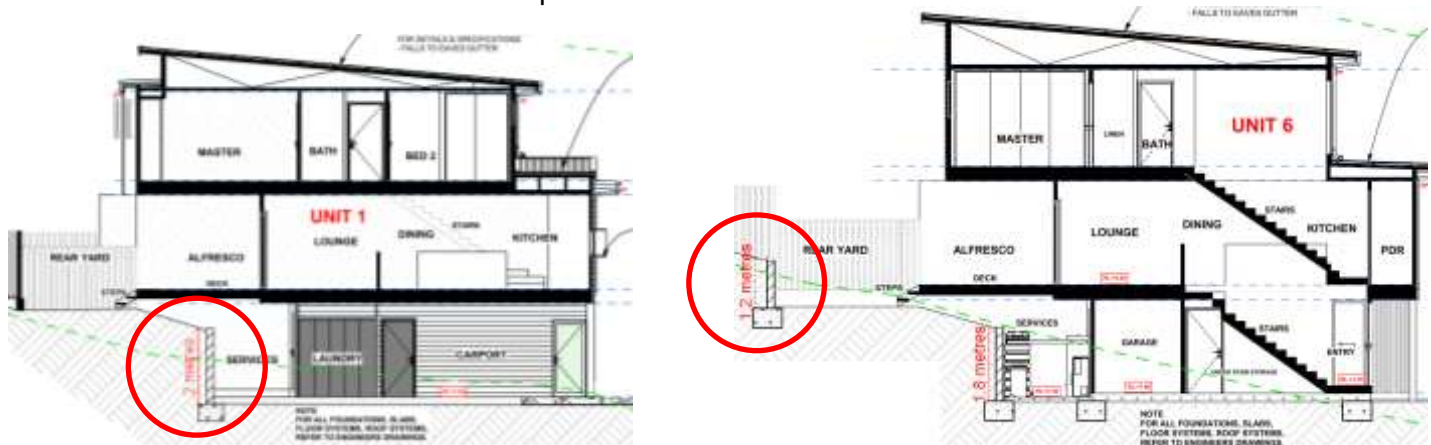 FOR DETAILS & SPECIFICATIONS
- FALLS TO EAVES GUTTER
MASTER
BATH
BED 2
UNIT 1
LOUNGE
DINING
STAIRS
KITCHEN
REAR YARD
ALFRESCO
DECK
STEPS
2 metres
SERVICES
LAUNDRY
CARPORT
NOTE
FOR ALL FOUNDATIONS, SLABS,
FLOOR SYSTEMS, ROOF SYSTEMS,
REFER TO ENGINEERS DRAWINGS
- FALLS TO EAVES GUTTER
MASTER
LINEN
BATH
UNIT 6
STAIRS
LOUNGE
DINING
KITCHEN
PDR
REAR YARD
ALFRESCO
DECK
STEPS
1.2 metres
SERVICES
1.8 metres
GARAGE
STAIRS
ENTRY
NOTE
FOR ALL FOUNDATIONS, SLABS,
FLOOR SYSTEMS, ROOF SYSTEMS,
REFER TO ENGINEERS DRAWINGS